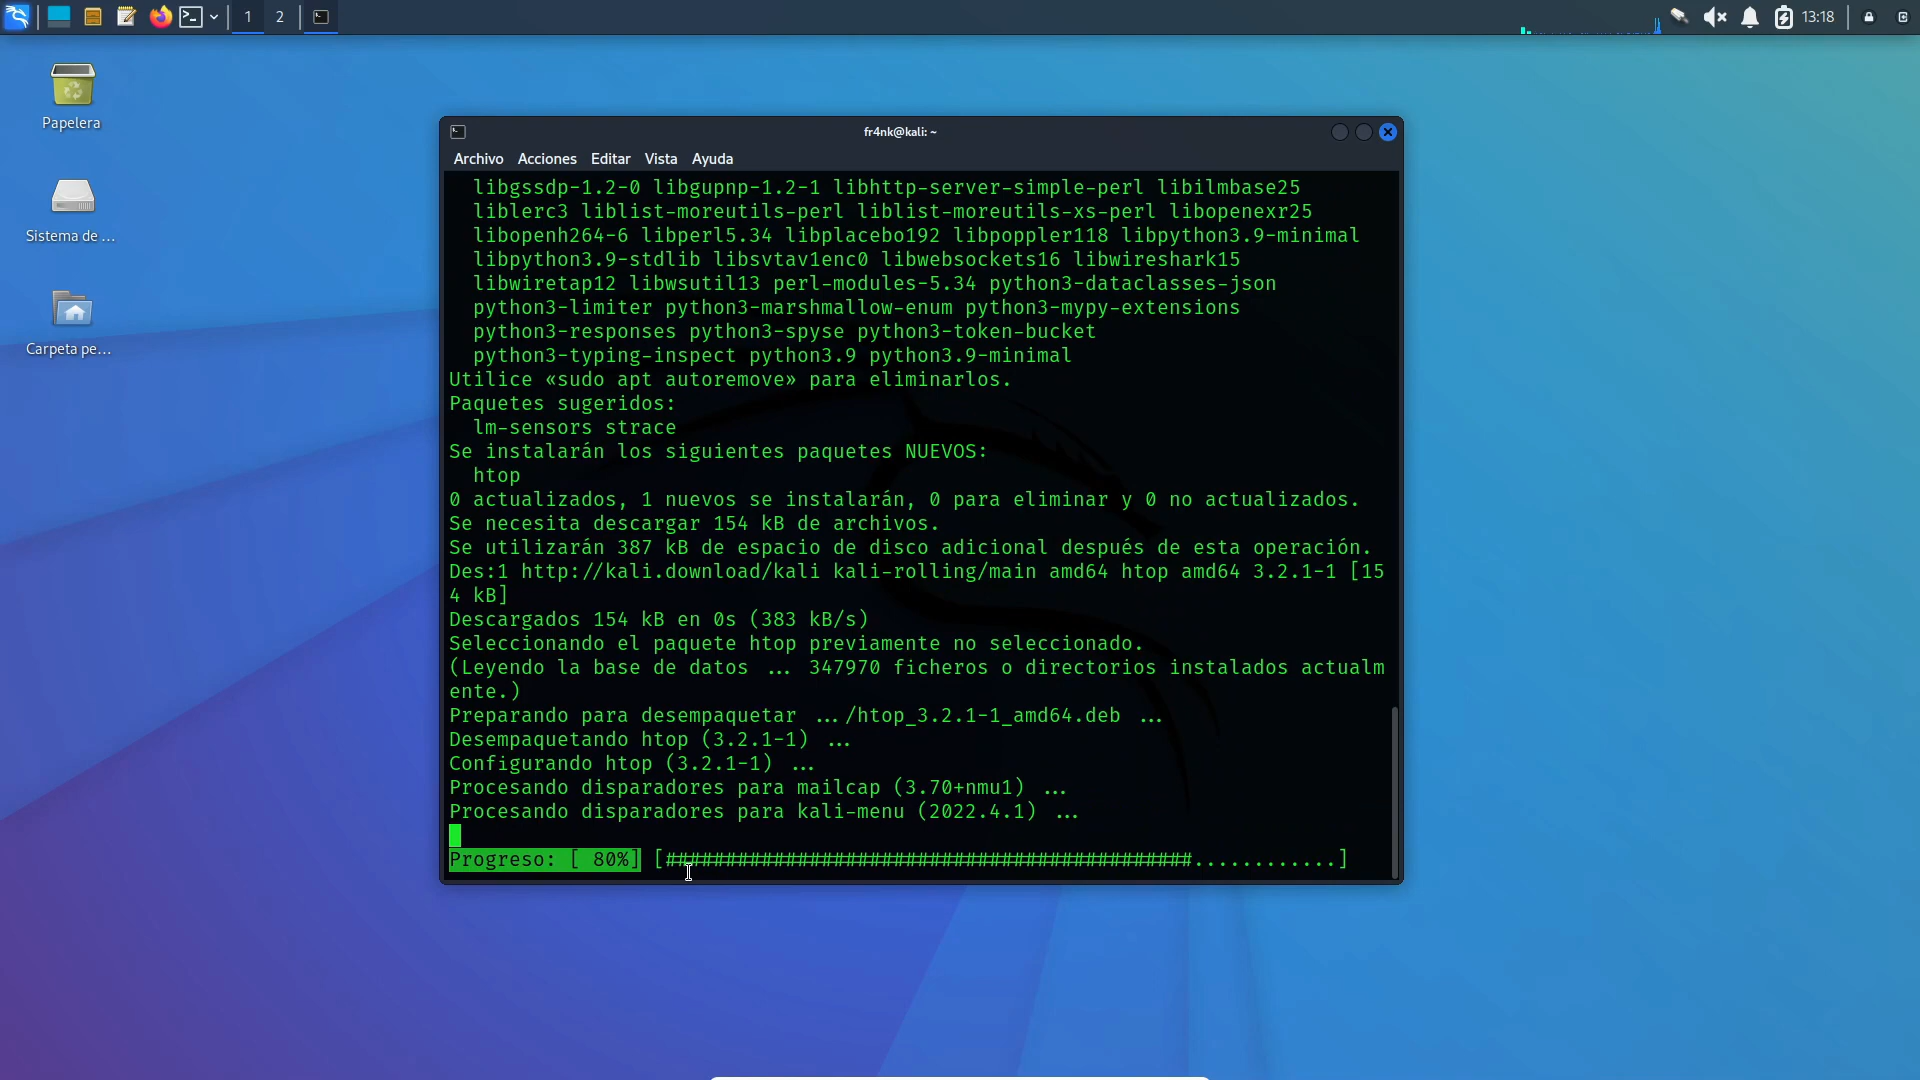 1 2 13:18
Papelera
Sistema de ...
Carpeta pe...
fr4nk@kali: ~
Archivo Acciones Editar Vista Ayuda
libgssdp-1.2-0 libgupnp-1.2-1 libhttp-server-simple-perl libilmbase25
liblerc3 liblist-moreutils-perl liblist-moreutils-xs-perl libopenexr25
libopenh264-6 libperl5.34 libplacebo192 libpoppler118 libpython3.9-minimal
libpython3.9-stdlib libsvtav1enc0 libwebsockets16 libwireshark15
libwiretap12 libwsutil13 perl-modules-5.34 python3-dataclasses-json
python3-limiter python3-marshmallow-enum python3-mypy-extensions
python3-responses python3-spyse python3-token-bucket
python3-typing-inspect python3.9 python3.9-minimal
Utilice «sudo apt autoremove» para eliminarlos.
Paquetes sugeridos:
lm-sensors strace
Se instalarán los siguientes paquetes NUEVOS:
htop
0 actualizados, 1 nuevos se instalarán, 0 para eliminar y 0 no actualizados.
Se necesita descargar 154 kB de archivos.
Se utilizarán 387 kB de espacio de disco adicional después de esta operación.
Des:1 http://kali.download/kali kali-rolling/main amd64 htop amd64 3.2.1-1 [15
4 kB]
Descargados 154 kB en 0s (383 kB/s)
Seleccionando el paquete htop previamente no seleccionado.
(Leyendo la base de datos ... 347970 ficheros o directorios instalados actualm
ente.)
Preparando para desempaquetar .../htop_3.2.1-1_amd64.deb ...
Desempaquetando htop (3.2.1-1) ...
Configurando htop (3.2.1-1) ...
Procesando disparadores para mailcap (3.70+nmu1) ...
Procesando disparadores para kali-menu (2022.4.1) ...
Progreso: [ 80%] [############################################............]